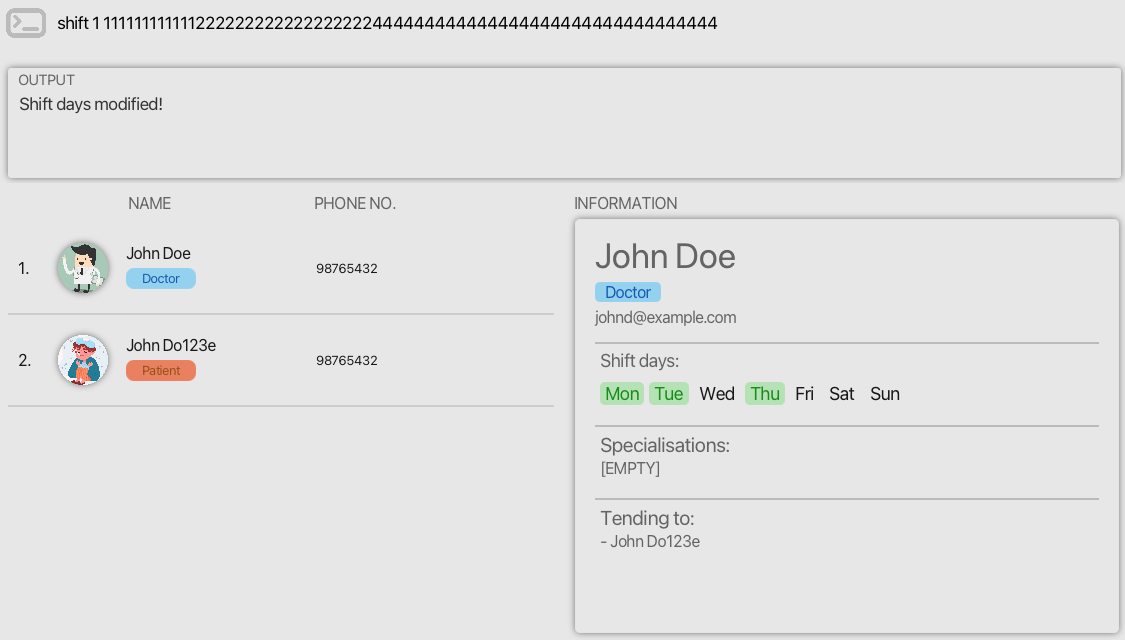 shift 1 1111111111111222222222222222222444444444444444444444444444444444
OUTPUT
Shift days modified!
NAME PHONE NO.
1. John Doe 98765432
Doctor
2. John Do123e 98765432
Patient
INFORMATION
John Doe
Doctor
johnd@example.com
Shift days:
Mon Tue Wed Thu Fri Sat Sun
Specialisations:
[EMPTY]
Tending to:
- John Do123e